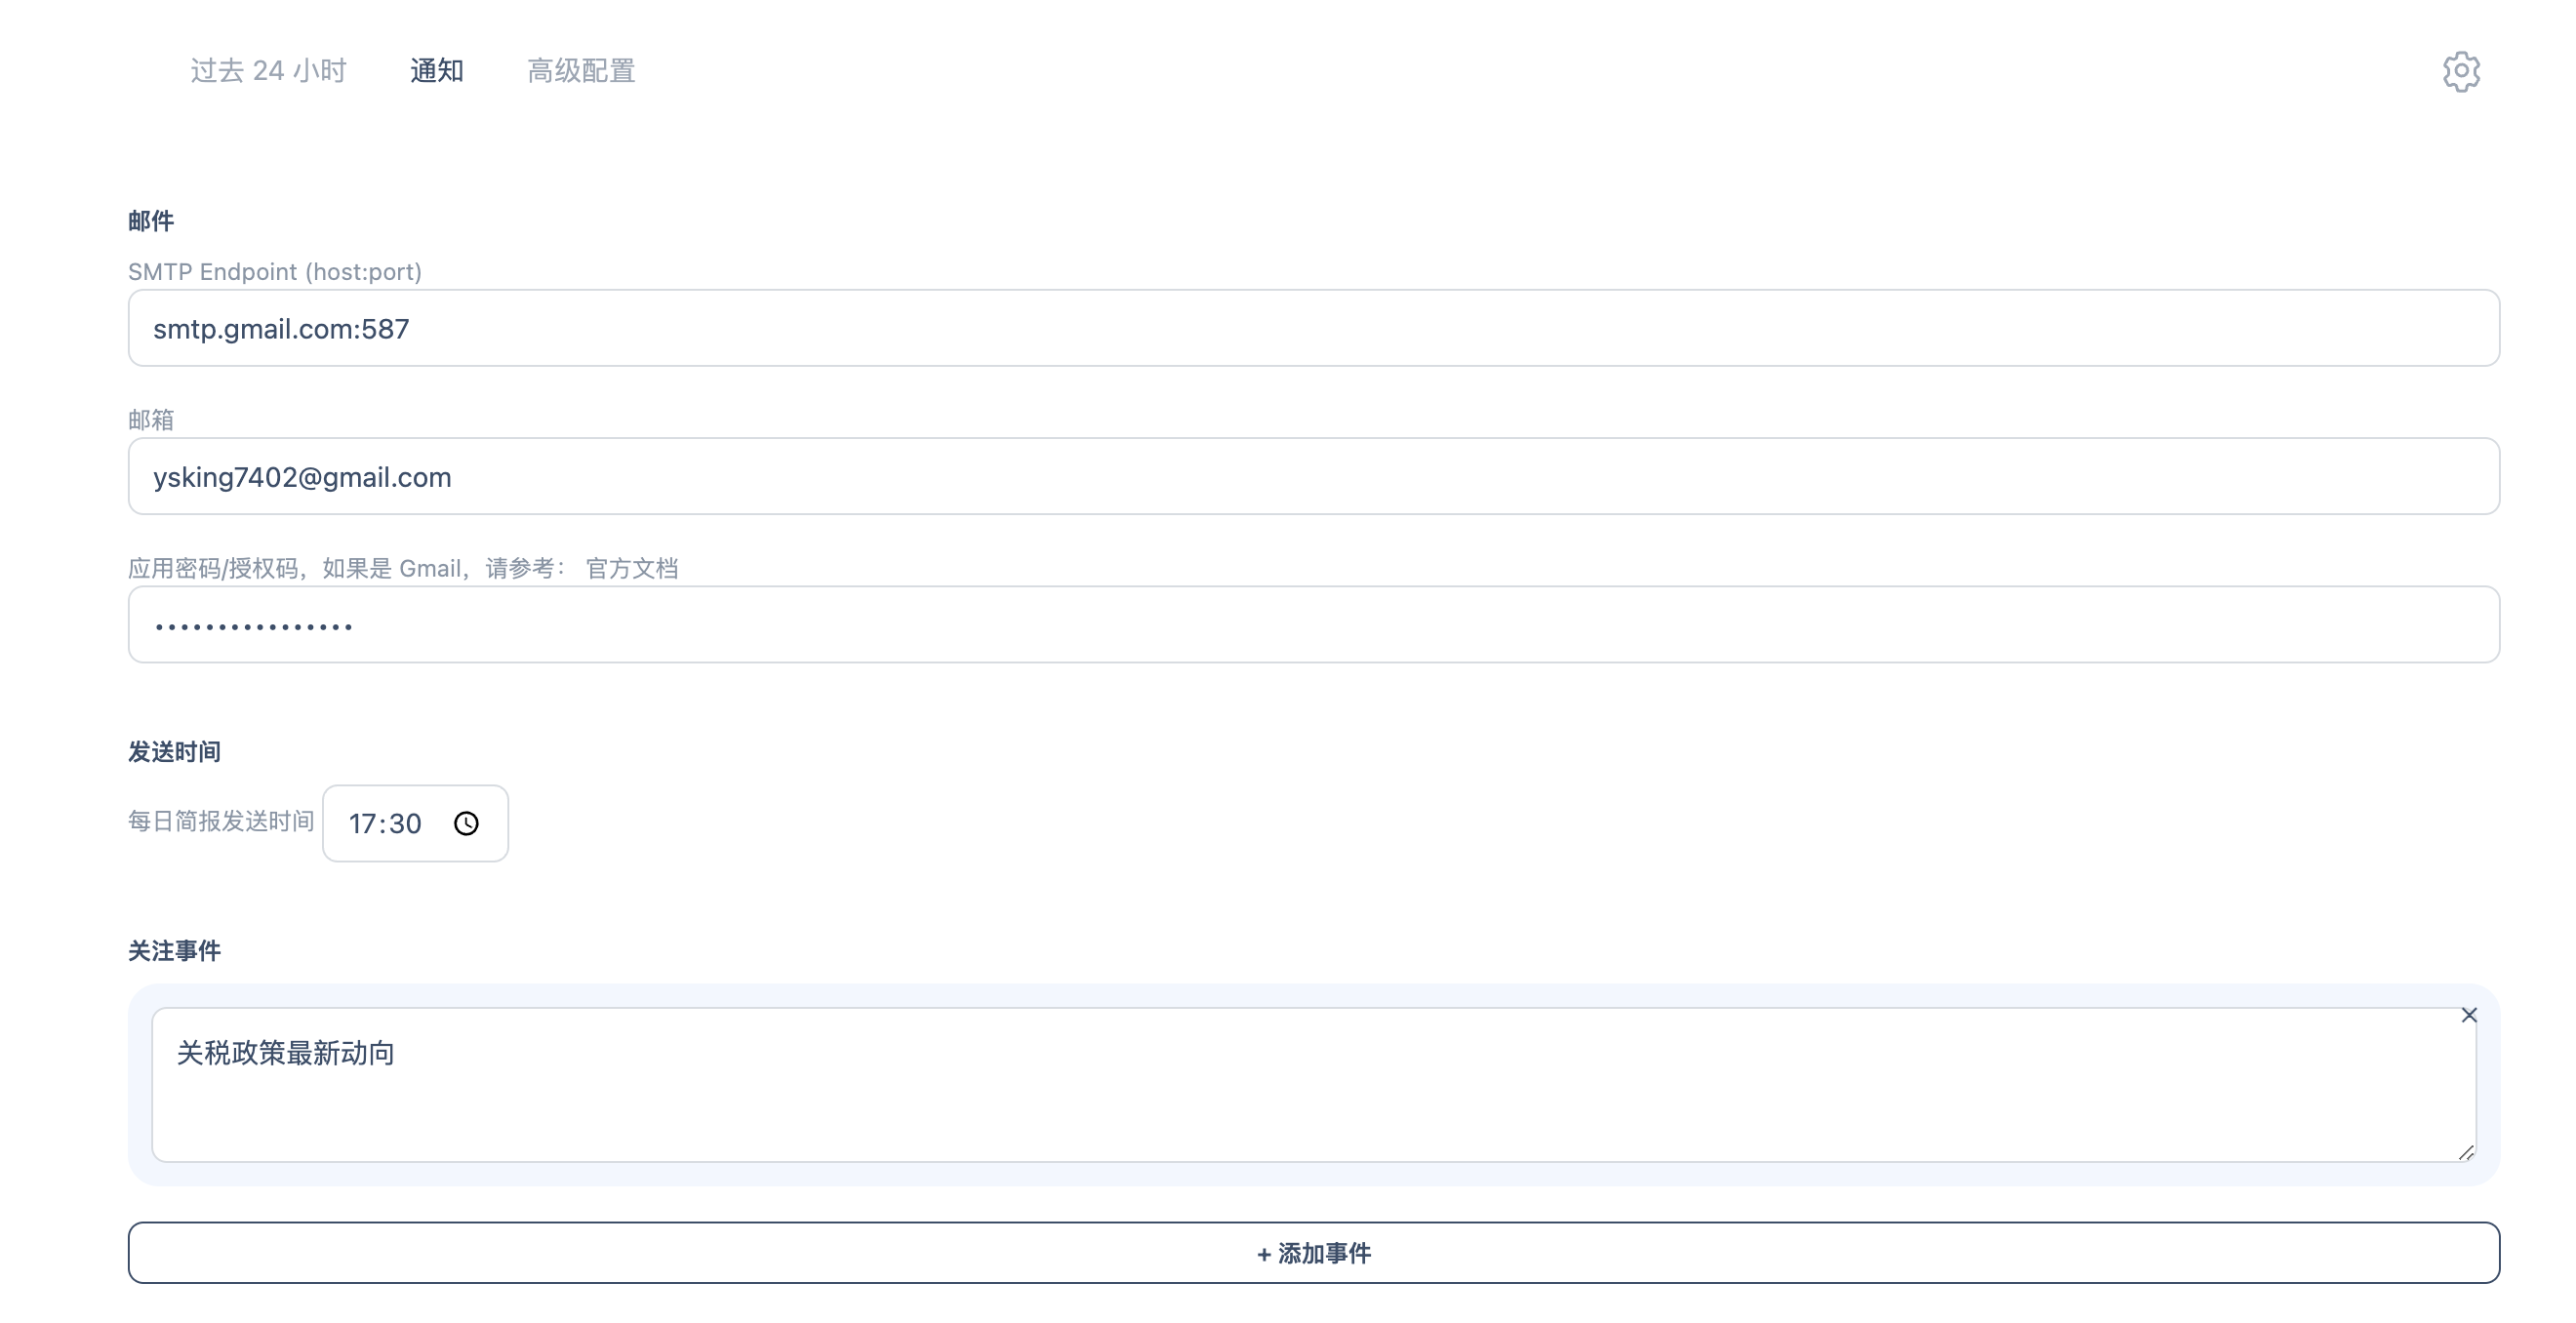 过去 24 小时 通知 高级配置
邮件
SMTP Endpoint (host:port)
smtp.gmail.com:587
邮箱
ysking7402@gmail.com
应用密码/授权码，如果是 Gmail，请参考： 官方文档
••••••••••••••••
发送时间
每日简报发送时间 17:30
关注事件
关税政策最新动向
+ 添加事件